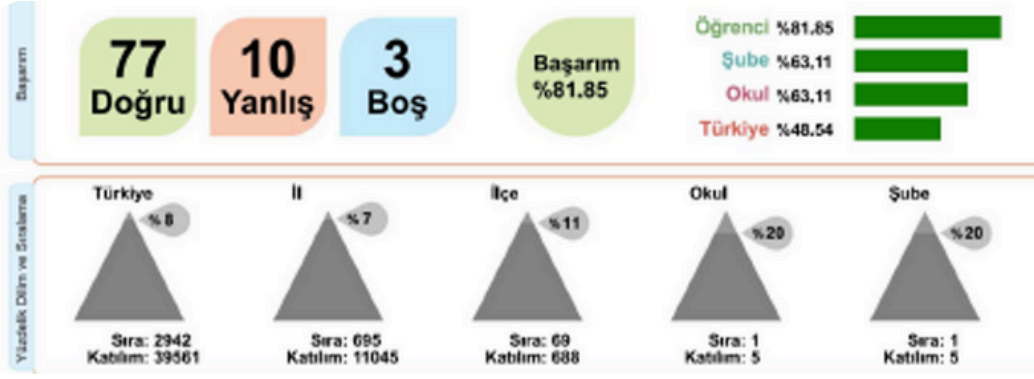 Başarım
77
Doğru
10
Yanlış
3
Boş
Başarım
%81.85
Öğrenci %81.85
Şube %63,11
Okul %63.11
Türkiye %48.54
Yüzdelik Dilim ve Sıralama
Türkiye
%8
Sıra: 2942
Katılım: 39561
İl
%7
Sıra: 695
Katılım: 11045
İlçe
%11
Sıra: 69
Katılım: 688
Okul
%20
Sıra: 1
Katılım: 5
Şube
%20
Sıra: 1
Katılım: 5